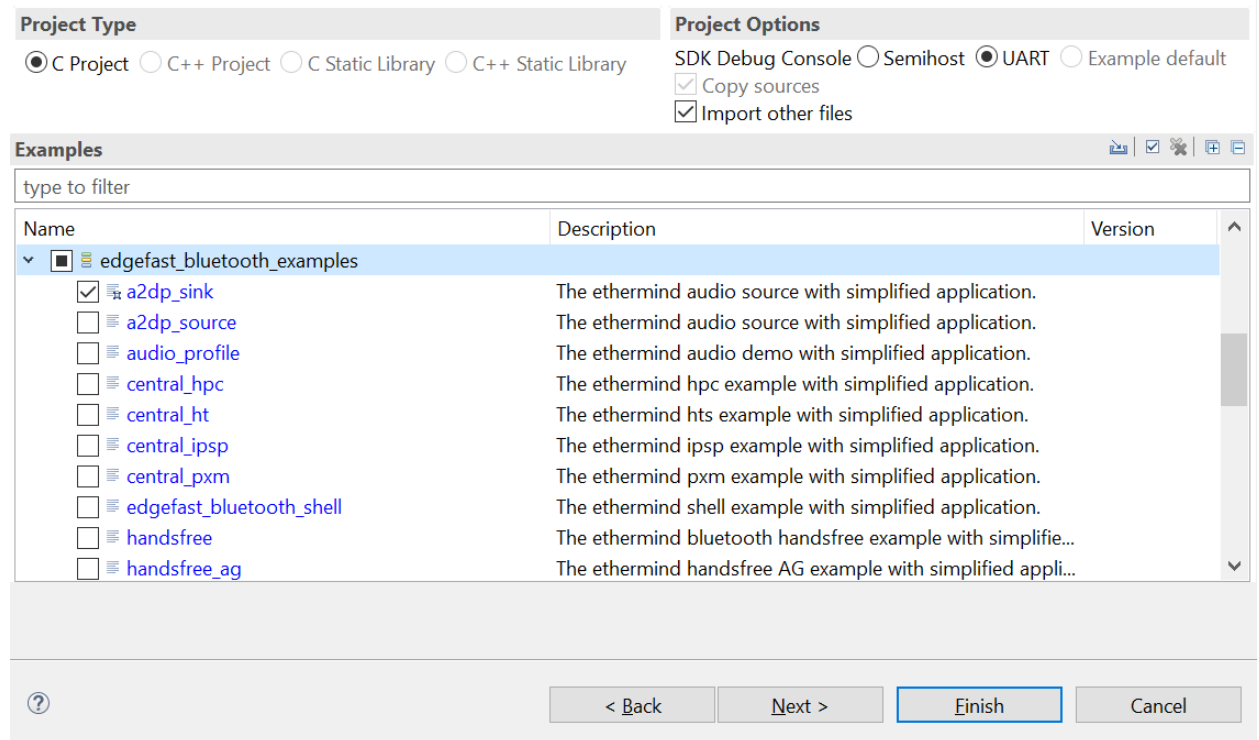 Project Type
Project Options
C Project C++ Project C Static Library C++ Static Library
SDK Debug Console Semihost UART Example default
Copy sources
Import other files
Examples
type to filter
Name Description Version
edgefast_bluetooth_examples
a2dp_sink The ethermind audio source with simplified application.
a2dp_source The ethermind audio source with simplified application.
audio_profile The ethermind audio demo with simplified application.
central_hpc The ethermind hpc example with simplified application.
central_ht The ethermind hts example with simplified application.
central_ipsp The ethermind ipsp example with simplified application.
central_pxm The ethermind pxm example with simplified application.
edgefast_bluetooth_shell The ethermind shell example with simplified application.
handsfree The ethermind bluetooth handsfree example with simplifie...
handsfree_ag The ethermind handsfree AG example with simplified appli...
? < Back Next > Finish Cancel